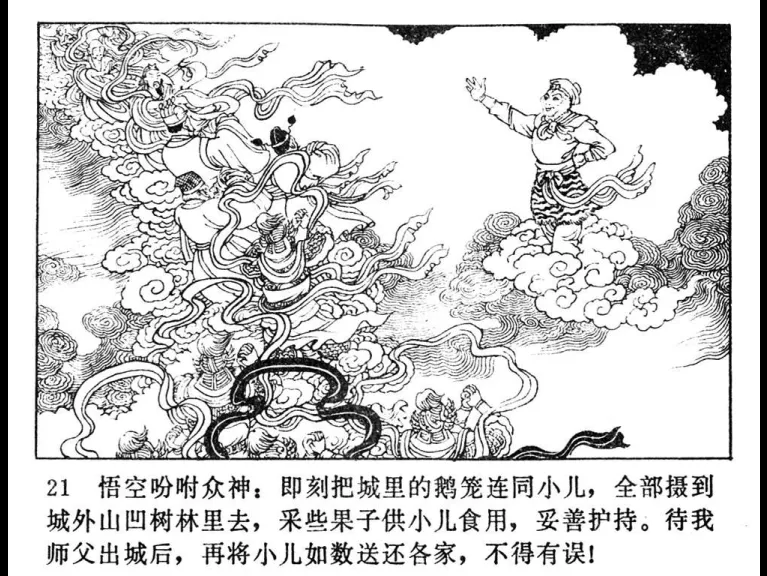 21 悟空吩咐众神：即刻把城里的鹅笼连同小儿，全部摄到
城外山凹树林里去，采些果子供小儿食用，妥善护持。待我
师父出城后，再将小儿如数送还各家，不得有误！